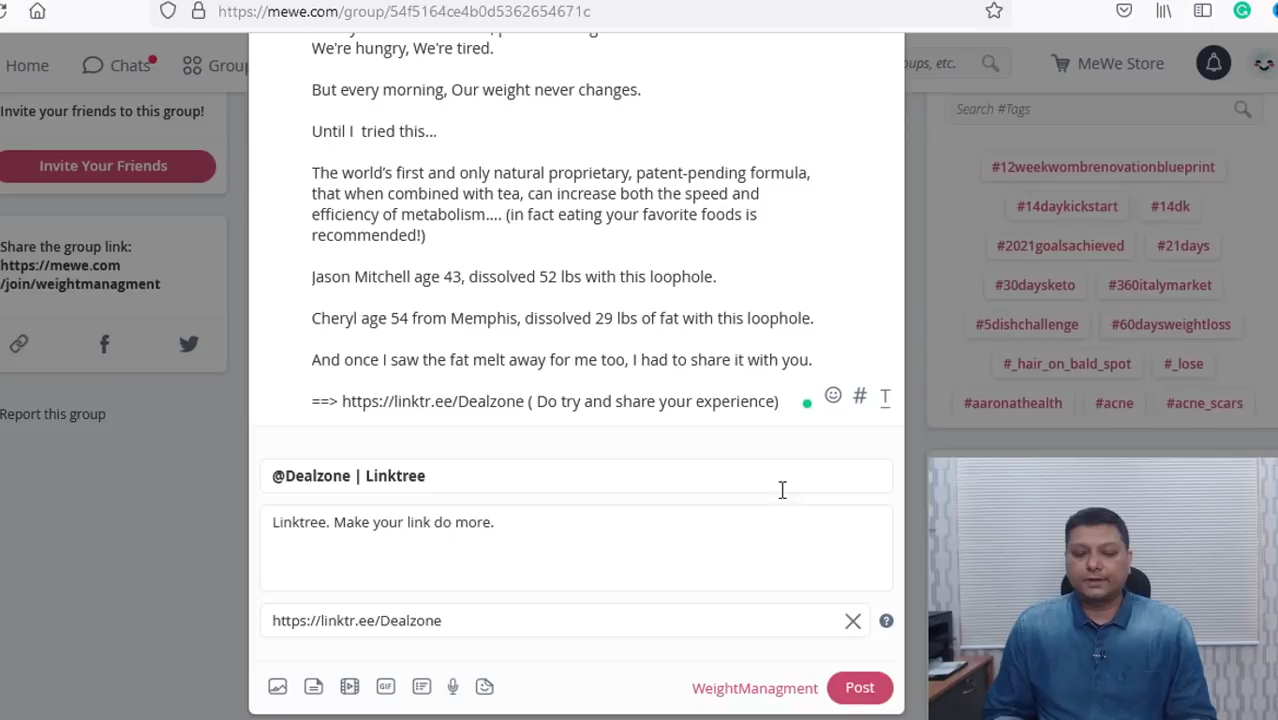 https://mewe.com/group/54f5164ce4b0d5362654671c
Home
Chats
Group
ups, etc.
MeWe Store
Invite your friends to this group!
Invite Your Friends
Share the group link:
https://mewe.com
/join/weightmanagment
Report this group
We're hungry, We're tired.
But every morning, Our weight never changes.
Until I  tried this...
The world's first and only natural proprietary, patent-pending formula,
that when combined with tea, can increase both the speed and
efficiency of metabolism.... (in fact eating your favorite foods is
recommended!)
Jason Mitchell age 43, dissolved 52 lbs with this loophole.
Cheryl age 54 from Memphis, dissolved 29 lbs of fat with this loophole.
And once I saw the fat melt away for me too, I had to share it with you.
==> https://linktr.ee/Dealzone ( Do try and share your experience)
@Dealzone | Linktree
Linktree. Make your link do more.
https://linktr.ee/Dealzone
WeightManagment
Post
Search #Tags
#12weekwombrenovationblueprint
#14daykickstart #14dk
#2021goalsachieved #21days
#30daysketo #360italymarket
#5dishchallenge #60daysweightloss
#_hair_on_bald_spot #_lose
#aaronathealth #acne #acne_scars